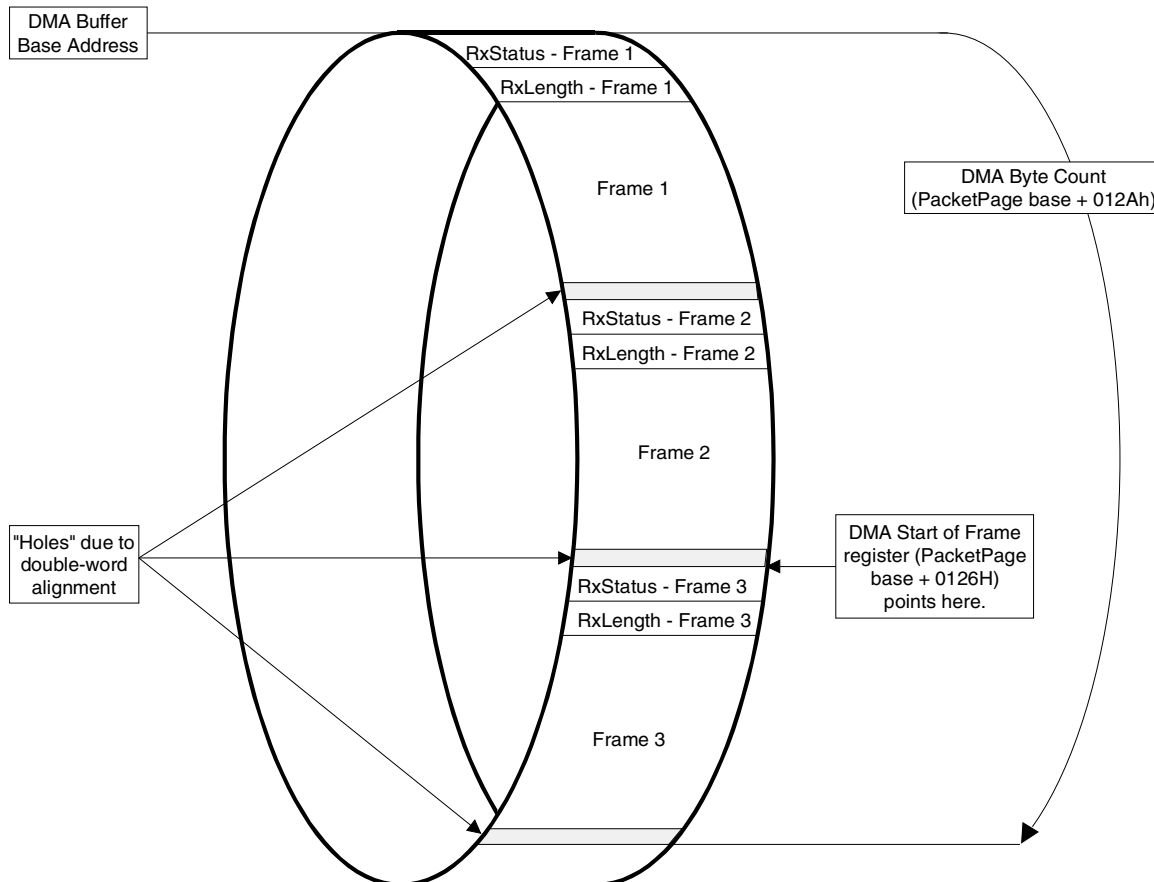 DMA Buffer
Base Address
RxStatus - Frame 1
RxLength - Frame 1
Frame 1
DMA Byte Count
(PacketPage base + 012Ah)
RxStatus - Frame 2
RxLength - Frame 2
Frame 2
"Holes" due to
double-word
alignment
DMA Start of Frame
register (PacketPage
base + 0126H)
points here.
RxStatus - Frame 3
RxLength - Frame 3
Frame 3